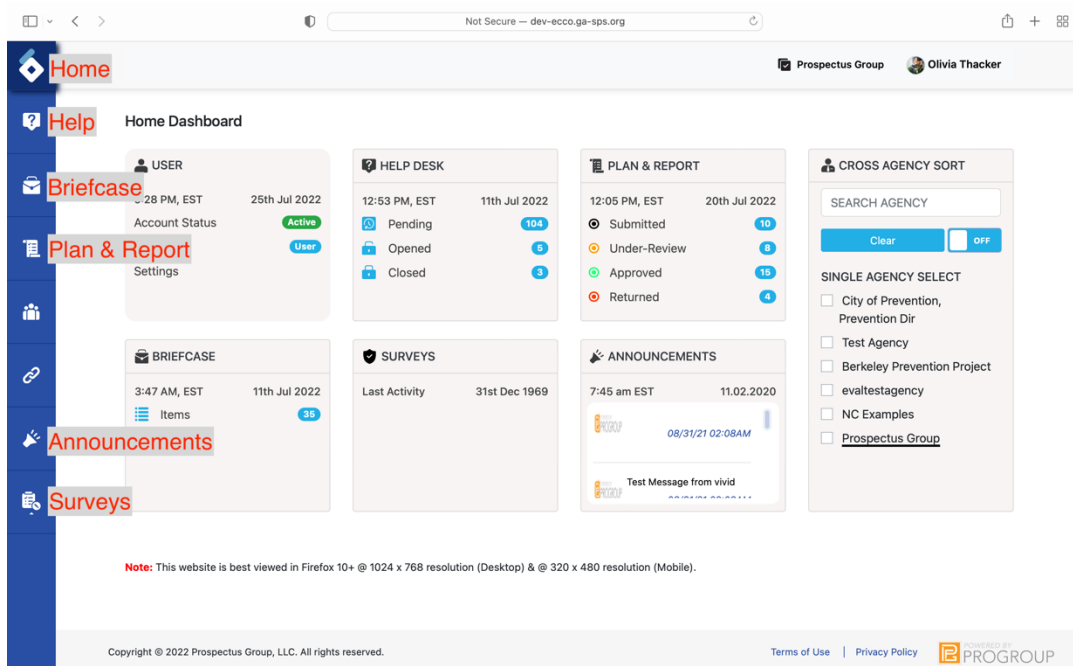 Not Secure — dev-ecco.ga-sps.org
Home
Prospectus Group
Olivia Thacker
Help
Home Dashboard
USER
28 PM, EST 25th Jul 2022
Account Status Active
User
Settings
HELP DESK
12:53 PM, EST 11th Jul 2022
Pending 104
Opened 5
Closed 3
PLAN & REPORT
12:05 PM, EST 20th Jul 2022
Submitted 10
Under-Review 8
Approved 15
Returned 4
CROSS AGENCY SORT
SEARCH AGENCY
Clear OFF
SINGLE AGENCY SELECT
City of Prevention,
Prevention Dir
Test Agency
Berkeley Prevention Project
evaltestagency
NC Examples
Prospectus Group
Briefcase
Plan & Report
BRIEFCASE
3:47 AM, EST 11th Jul 2022
Items 35
SURVEYS
Last Activity 31st Dec 1969
ANNOUNCEMENTS
7:45 am EST 11.02.2020
PROGROUP
08/31/21 02:08AM
Test Message from vivid
PROGROUP
Announcements
Surveys
Note: This website is best viewed in Firefox 10+ @ 1024 x 768 resolution (Desktop) & @ 320 x 480 resolution (Mobile).
Copyright © 2022 Prospectus Group, LLC. All rights reserved.
Terms of Use | Privacy Policy
POWERED BY
PROGROUP